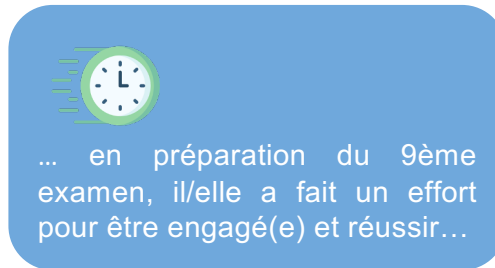 ... en préparation du 9ème
examen, il/elle a fait un effort
pour être engagé(e) et réussir...